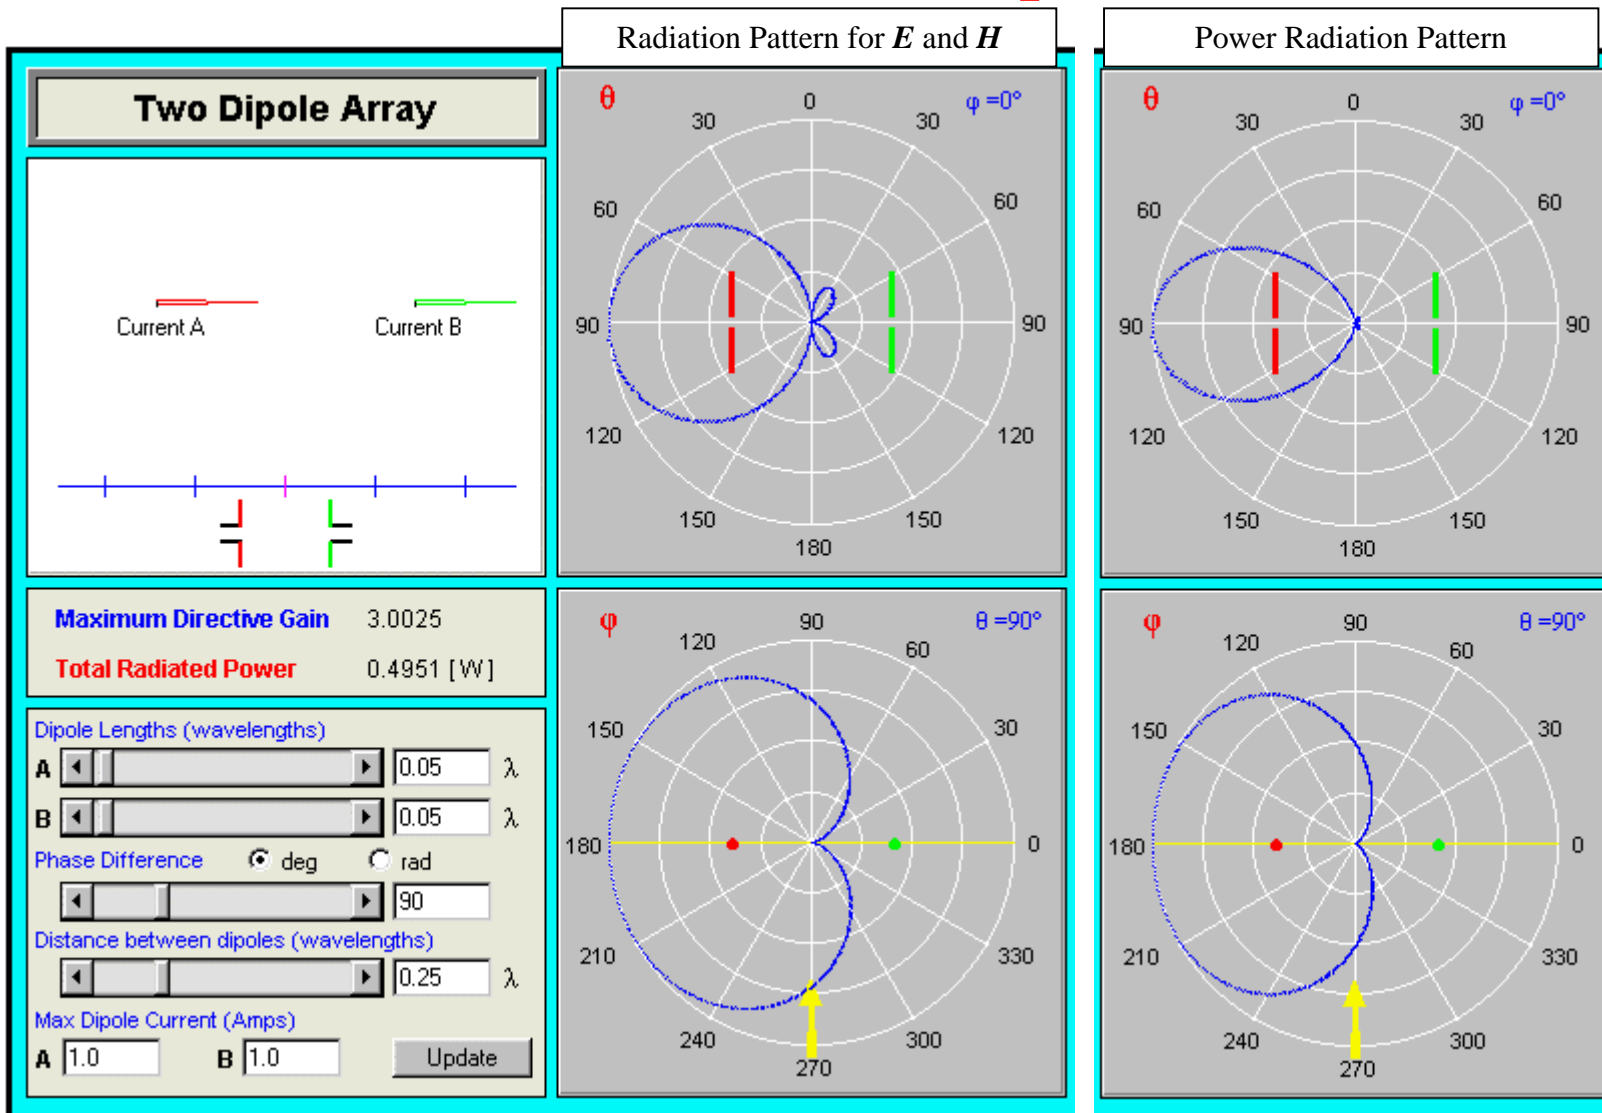 Radiation Pattern for E and H
Power Radiation Pattern
Two Dipole Array
Current A
Current B
Maximum Directive Gain 3.0025
Total Radiated Power 0.4951 [W]
Dipole Lengths (wavelengths)
A 0.05 λ
B 0.05 λ
Phase Difference deg rad
90
Distance between dipoles (wavelengths)
0.25 λ
Max Dipole Current (Amps)
A 1.0 B 1.0 Update
θ 0 φ =0°
30 30
60 60
90 90
120 120
150 150
180
θ 0 φ =0°
30 30
60 60
90 90
120 120
150 150
180
φ 90 θ =90°
120 60
150 30
180 0
210 330
240 300
270
φ 90 θ =90°
120 60
150 30
180 0
210 330
240 300
270